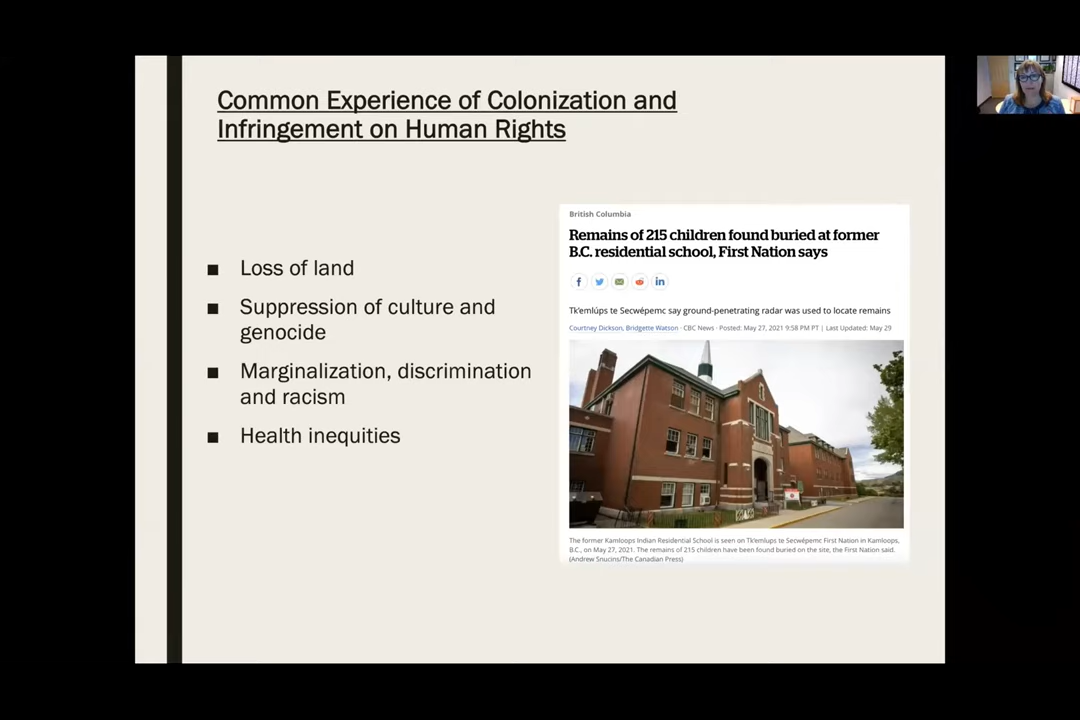 Common Experience of Colonization and
Infringement on Human Rights
■ Loss of land
■ Suppression of culture and
genocide
■ Marginalization, discrimination
and racism
■ Health inequities
British Columbia
Remains of 215 children found buried at former
B.C. residential school, First Nation says
Tk'emlúps te Secwépemc say ground-penetrating radar was used to locate remains
Courtney Dickson, Bridgette Watson · CBC News · Posted: May 27, 2021 9:58 PM PT | Last Updated: May 29
The former Kamloops Indian Residential School is seen on Tk'emlups te Secwépemc First Nation in Kamloops,
B.C., on May 27, 2021. The remains of 215 children have been found buried on the site, the First Nation said.
(Andrew Snucins/The Canadian Press)